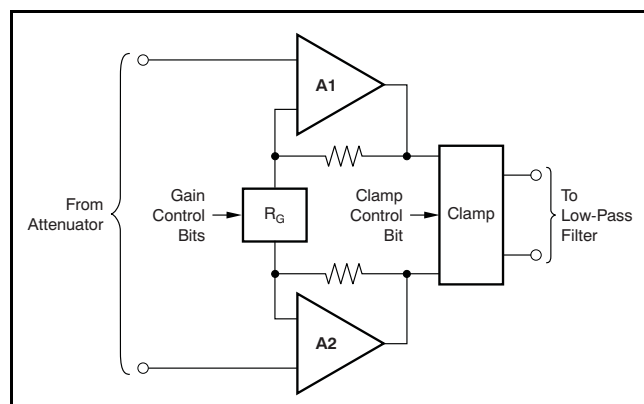 A1
From
Attenuator
Gain
Control
Bits
R_G
Clamp
Control
Bit
Clamp
To
Low-Pass
Filter
A2